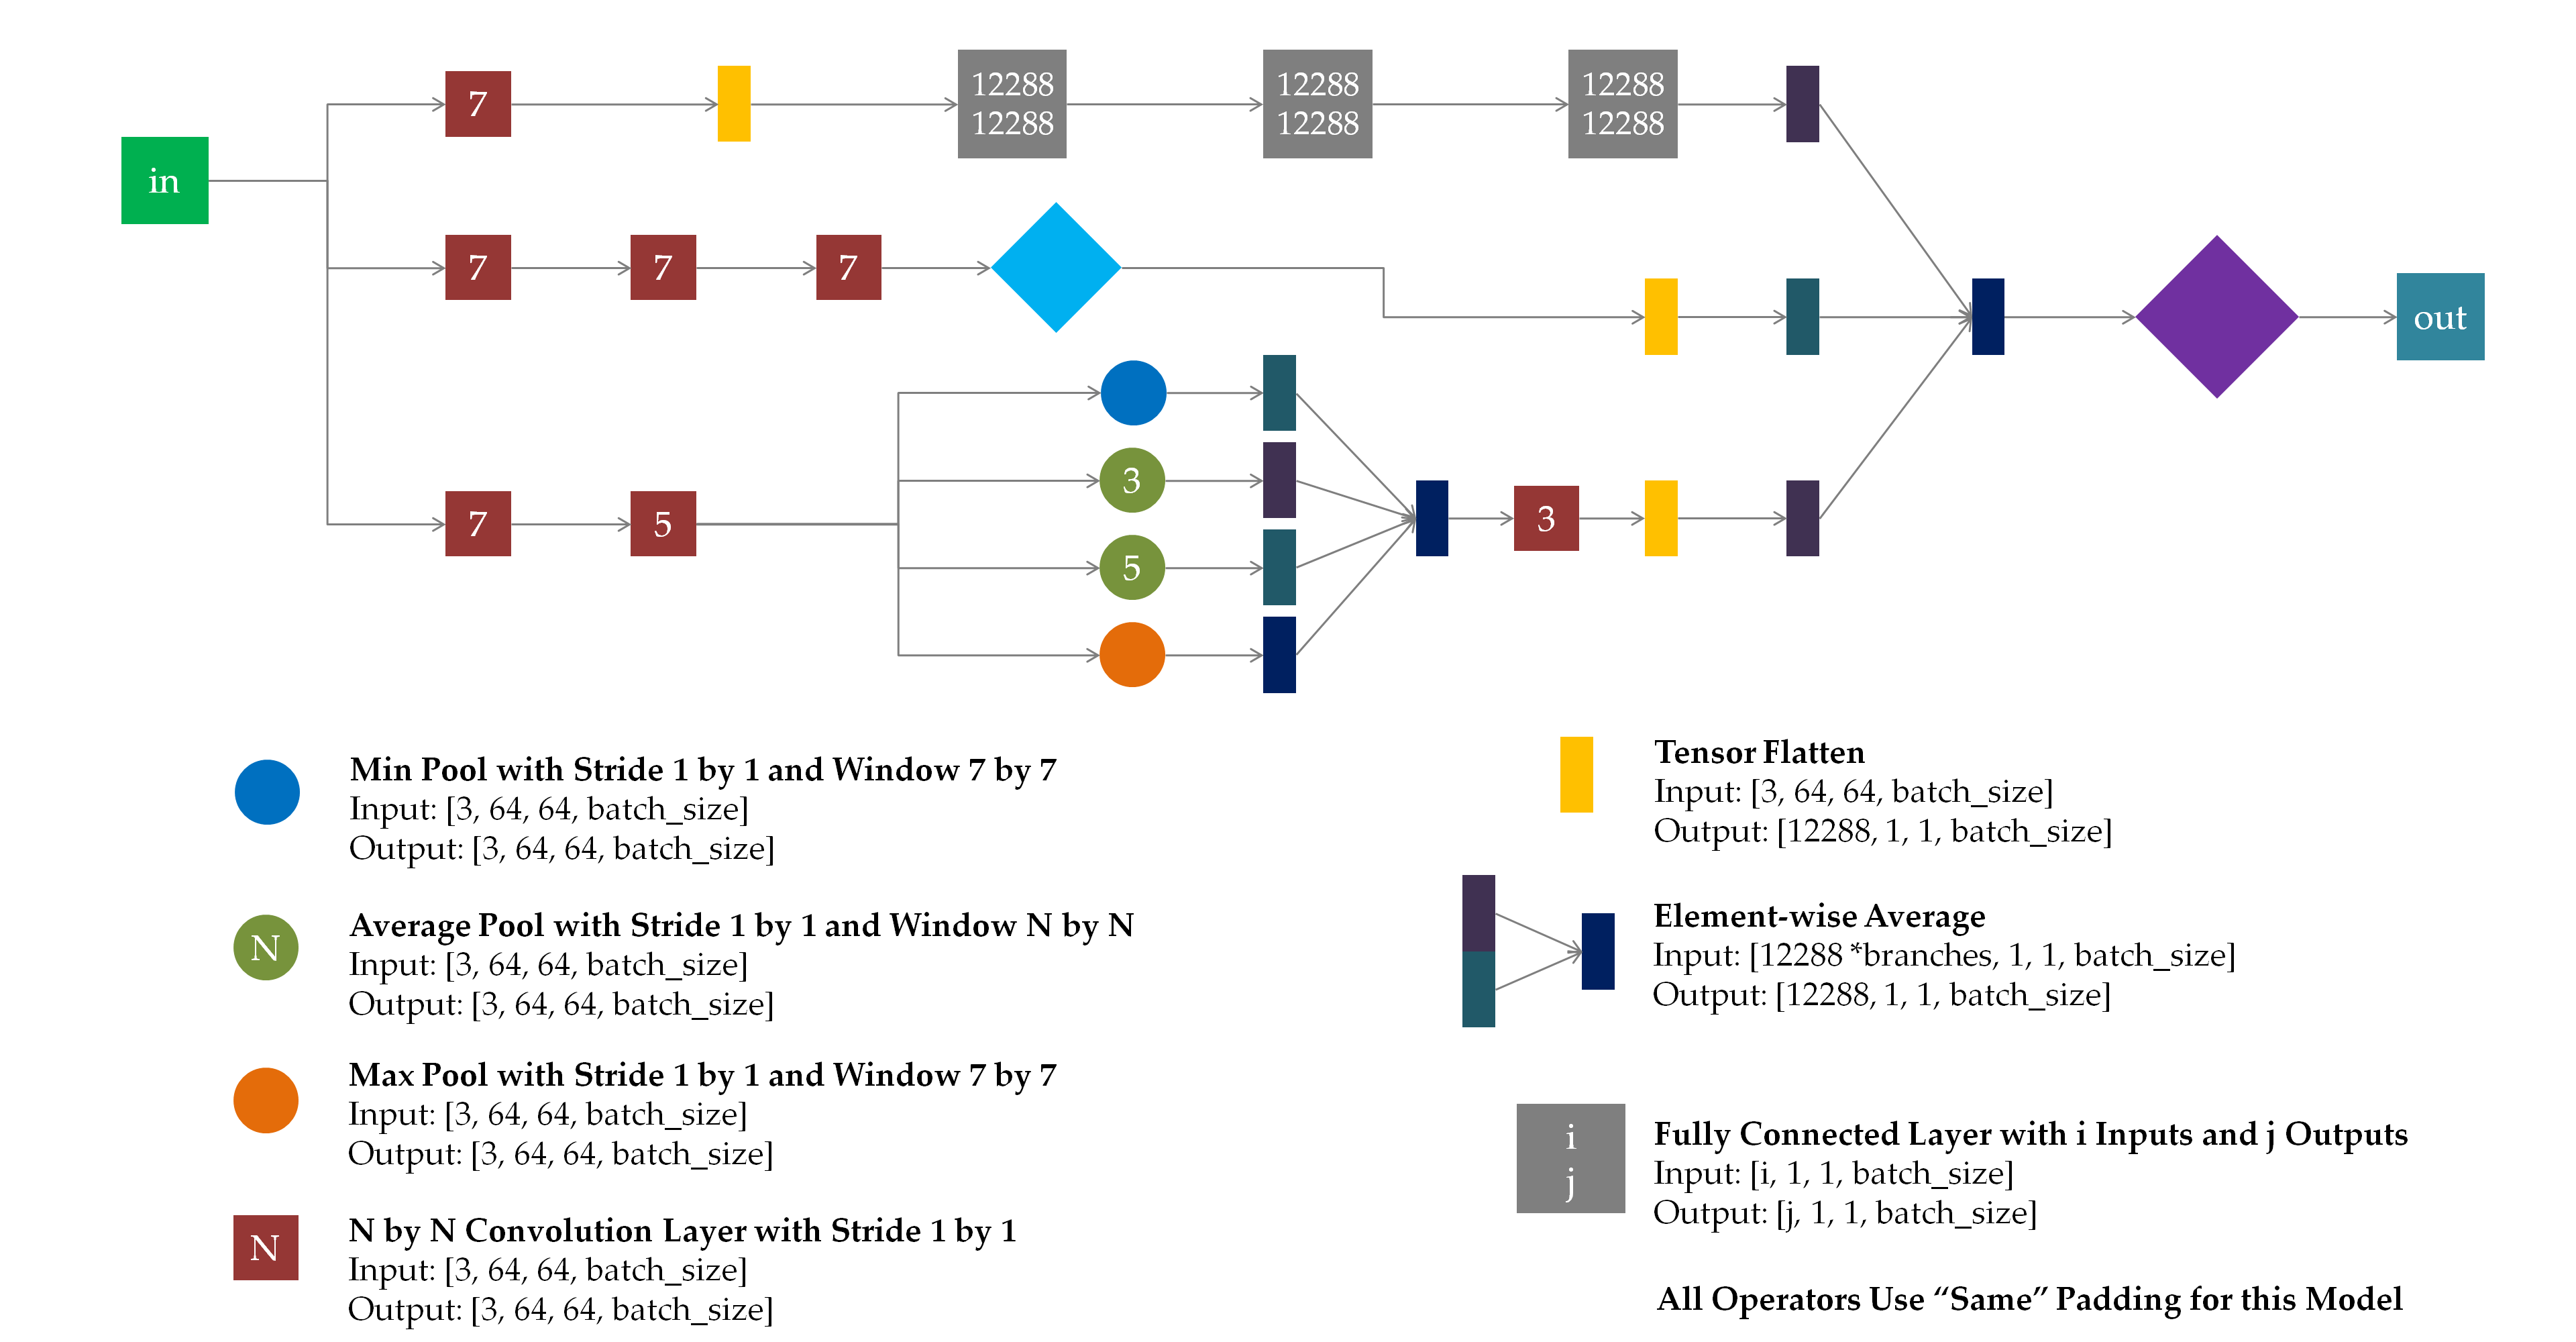 7
12288
12288
12288
12288
12288
12288
in
7
7
7
out
3
7
5
3
5
Min Pool with Stride 1 by 1 and Window 7 by 7
Input: [3, 64, 64, batch_size]
Output: [3, 64, 64, batch_size]
N
Average Pool with Stride 1 by 1 and Window N by N
Input: [3, 64, 64, batch_size]
Output: [3, 64, 64, batch_size]
Max Pool with Stride 1 by 1 and Window 7 by 7
Input: [3, 64, 64, batch_size]
Output: [3, 64, 64, batch_size]
N
N by N Convolution Layer with Stride 1 by 1
Input: [3, 64, 64, batch_size]
Output: [3, 64, 64, batch_size]
Tensor Flatten
Input: [3, 64, 64, batch_size]
Output: [12288, 1, 1, batch_size]
Element-wise Average
Input: [12288 *branches, 1, 1, batch_size]
Output: [12288, 1, 1, batch_size]
i
j
Fully Connected Layer with i Inputs and j Outputs
Input: [i, 1, 1, batch_size]
Output: [j, 1, 1, batch_size]
All Operators Use “Same” Padding for this Model